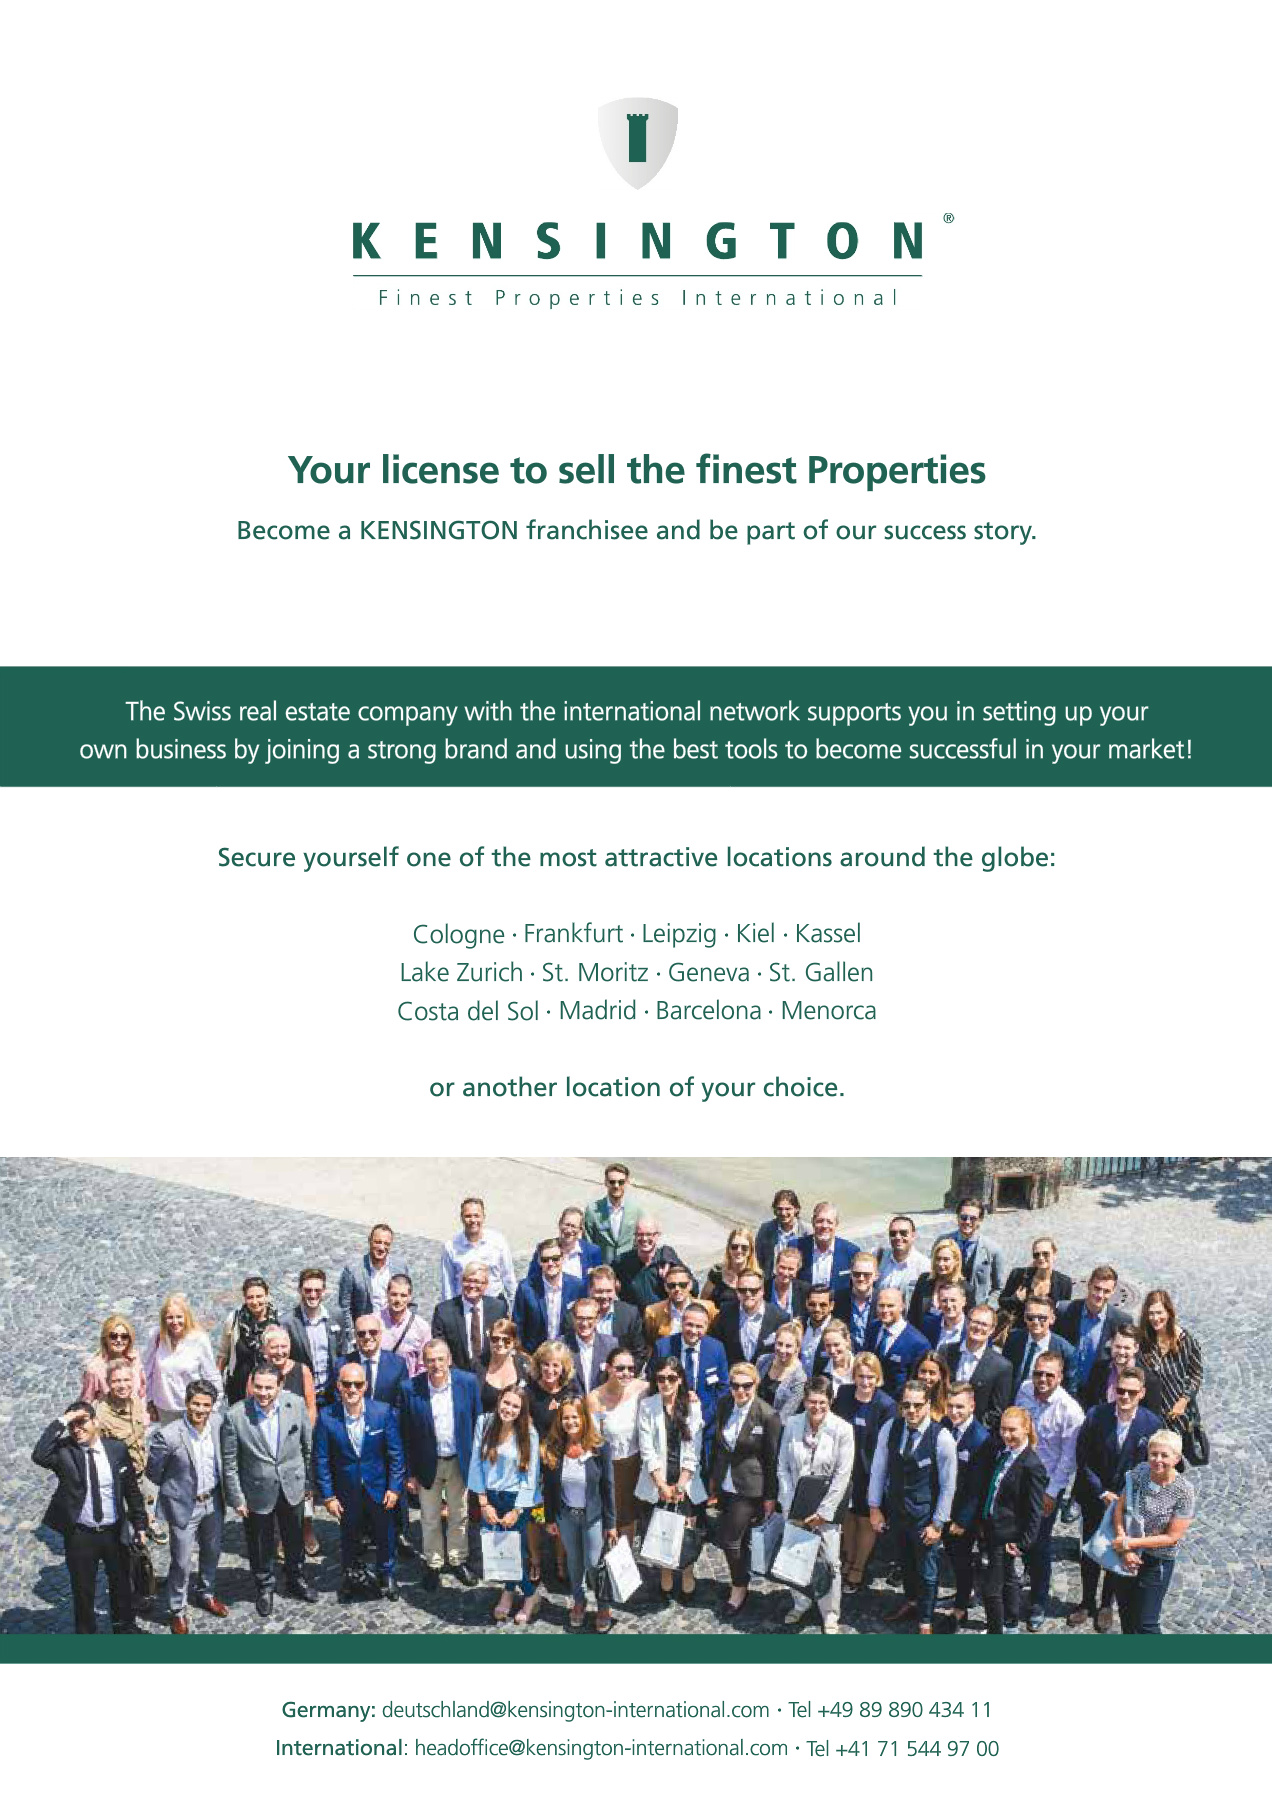 KENSINGTON®
Finest Properties International
Your license to sell the finest Properties
Become a KENSINGTON franchisee and be part of our success story.
The Swiss real estate company with the international network supports you in setting up your
own business by joining a strong brand and using the best tools to become successful in your market!
Secure yourself one of the most attractive locations around the globe:
Cologne · Frankfurt · Leipzig · Kiel · Kassel
Lake Zurich · St. Moritz · Geneva · St. Gallen
Costa del Sol · Madrid · Barcelona · Menorca
or another location of your choice.
Germany: deutschland@kensington-international.com · Tel +49 89 890 434 11
International: headoffice@kensington-international.com · Tel +41 71 544 97 00